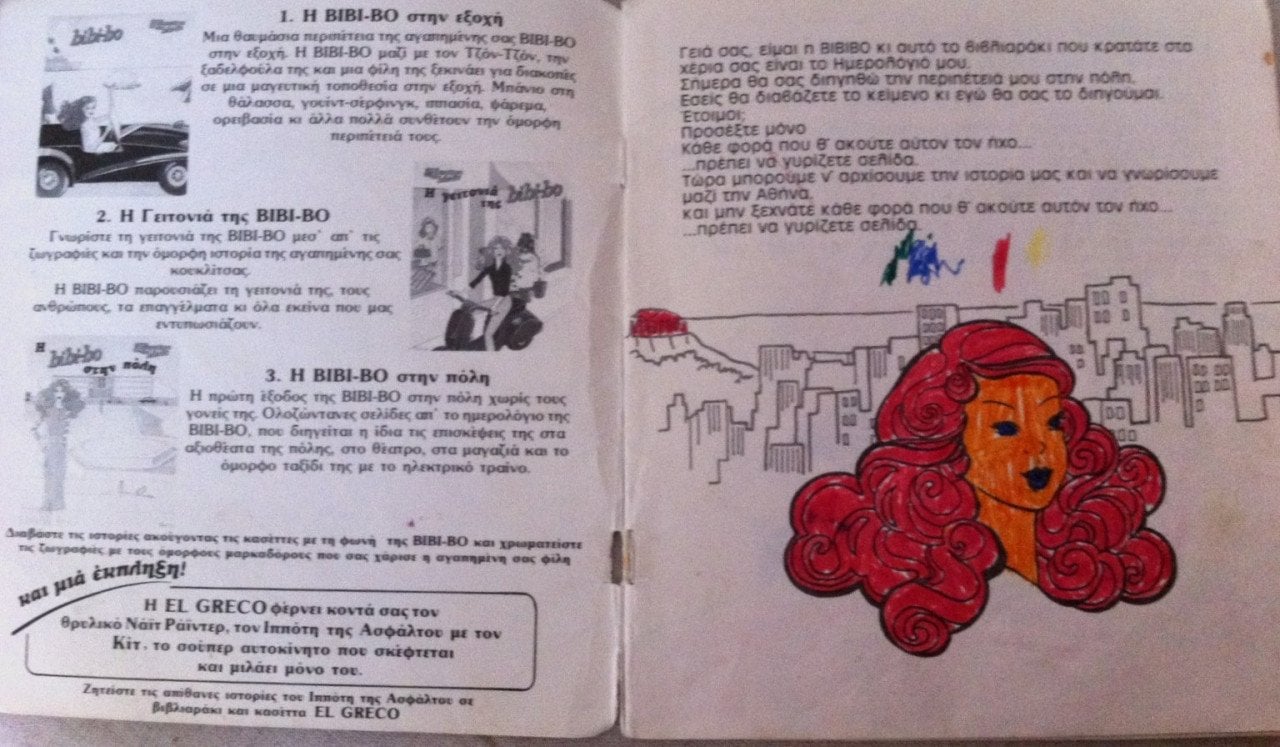 1. Η BIBI-BO στην εξοχή
Μια θαυμάσια περιπέτεια της αγαπημένης σας BIBI-BO
στην εξοχή. Η BIBI-BO μαζί με τον Τζόν-Τζόν, την
ξαδελφούλα της και μια φίλη της ξεκινάει για διακοπές
σε μια μαγευτική τοποθεσία στην εξοχή. Μπάνιο στη
θάλασσα, γουίντ-σέρφινγκ, ιππασία, ψάρεμα,
ορειβασία κι άλλα πολλά συνθέτουν την όμορφη
περιπέτειά τους.
bibi-bo
2. Η Γειτονιά της BIBI-BO
Γνωρίστε τη γειτονιά της BIBI-BO μεσ' απ' τις
ζωγραφιές και την όμορφη ιστορία της αγαπημένης σας
κουκλίτσας.
Η BIBI-BO παρουσιάζει τη γειτονιά της, τους
ανθρώπους, τα επαγγέλματα κι όλα εκείνα που μας
εντυπωσιάζουν.
Η γειτονιά
της bibi-bo
Η
bibi-bo
στην πόλη
3. Η BIBI-BO στην πόλη
Η πρώτη έξοδος της BIBI-BO στην πόλη χωρίς τους
γονείς της. Ολοζώντανες σελίδες απ' το ημερολόγιο της
BIBI-BO, που διηγείται η ίδια τις επισκέψεις της στα
αξιοθέατα της πόλης, στο θέατρο, στα μαγαζιά και το
όμορφο ταξίδι της με το ηλεκτρικό τραίνο.
Διαβάστε τις ιστορίες ακούγοντας τις κασέττες με τη φωνή της BIBI-BO και χρωματείστε
τις ζωγραφιές με τους όμορφους μαρκαδόρους που σας χάρισε η αγαπημένη σας φίλη
και μιά έκπληξη!
Η EL GRECO φέρνει κοντά σας τον
θρυλικό Νάϊτ Ράϊντερ, τον Ιππότη της Ασφάλτου με τον
Κίτ, το σούπερ αυτοκίνητο που σκέφτεται
και μιλάει μόνο του.
Ζητείστε τις απίθανες ιστορίες του Ιππότη της Ασφάλτου σε
βιβλιαράκι και κασέττα EL GRECO
Γειά σας, είμαι η BIBIBO κι αυτό το βιβλιαράκι που κρατάτε στα
χέρια σας είναι το Ημερολόγιό μου.
Σήμερα θα σας διηγηθώ την περιπέτειά μου στην πόλη.
Εσείς θα διαβάζετε το κείμενο κι εγώ θα σας το διηγούμαι.
Έτοιμοι;
Προσέξτε μόνο
κάθε φορά που θ' ακούτε αυτόν τον ήχο...
...πρέπει να γυρίζετε σελίδα.
Τώρα μπορούμε ν' αρχίσουμε την ιστορία μας και να γνωρίσουμε
μαζί την Αθήνα.
και μην ξεχνάτε κάθε φορά που θ' ακούτε αυτόν τον ήχο...
...πρέπει να γυρίζετε σελίδα.